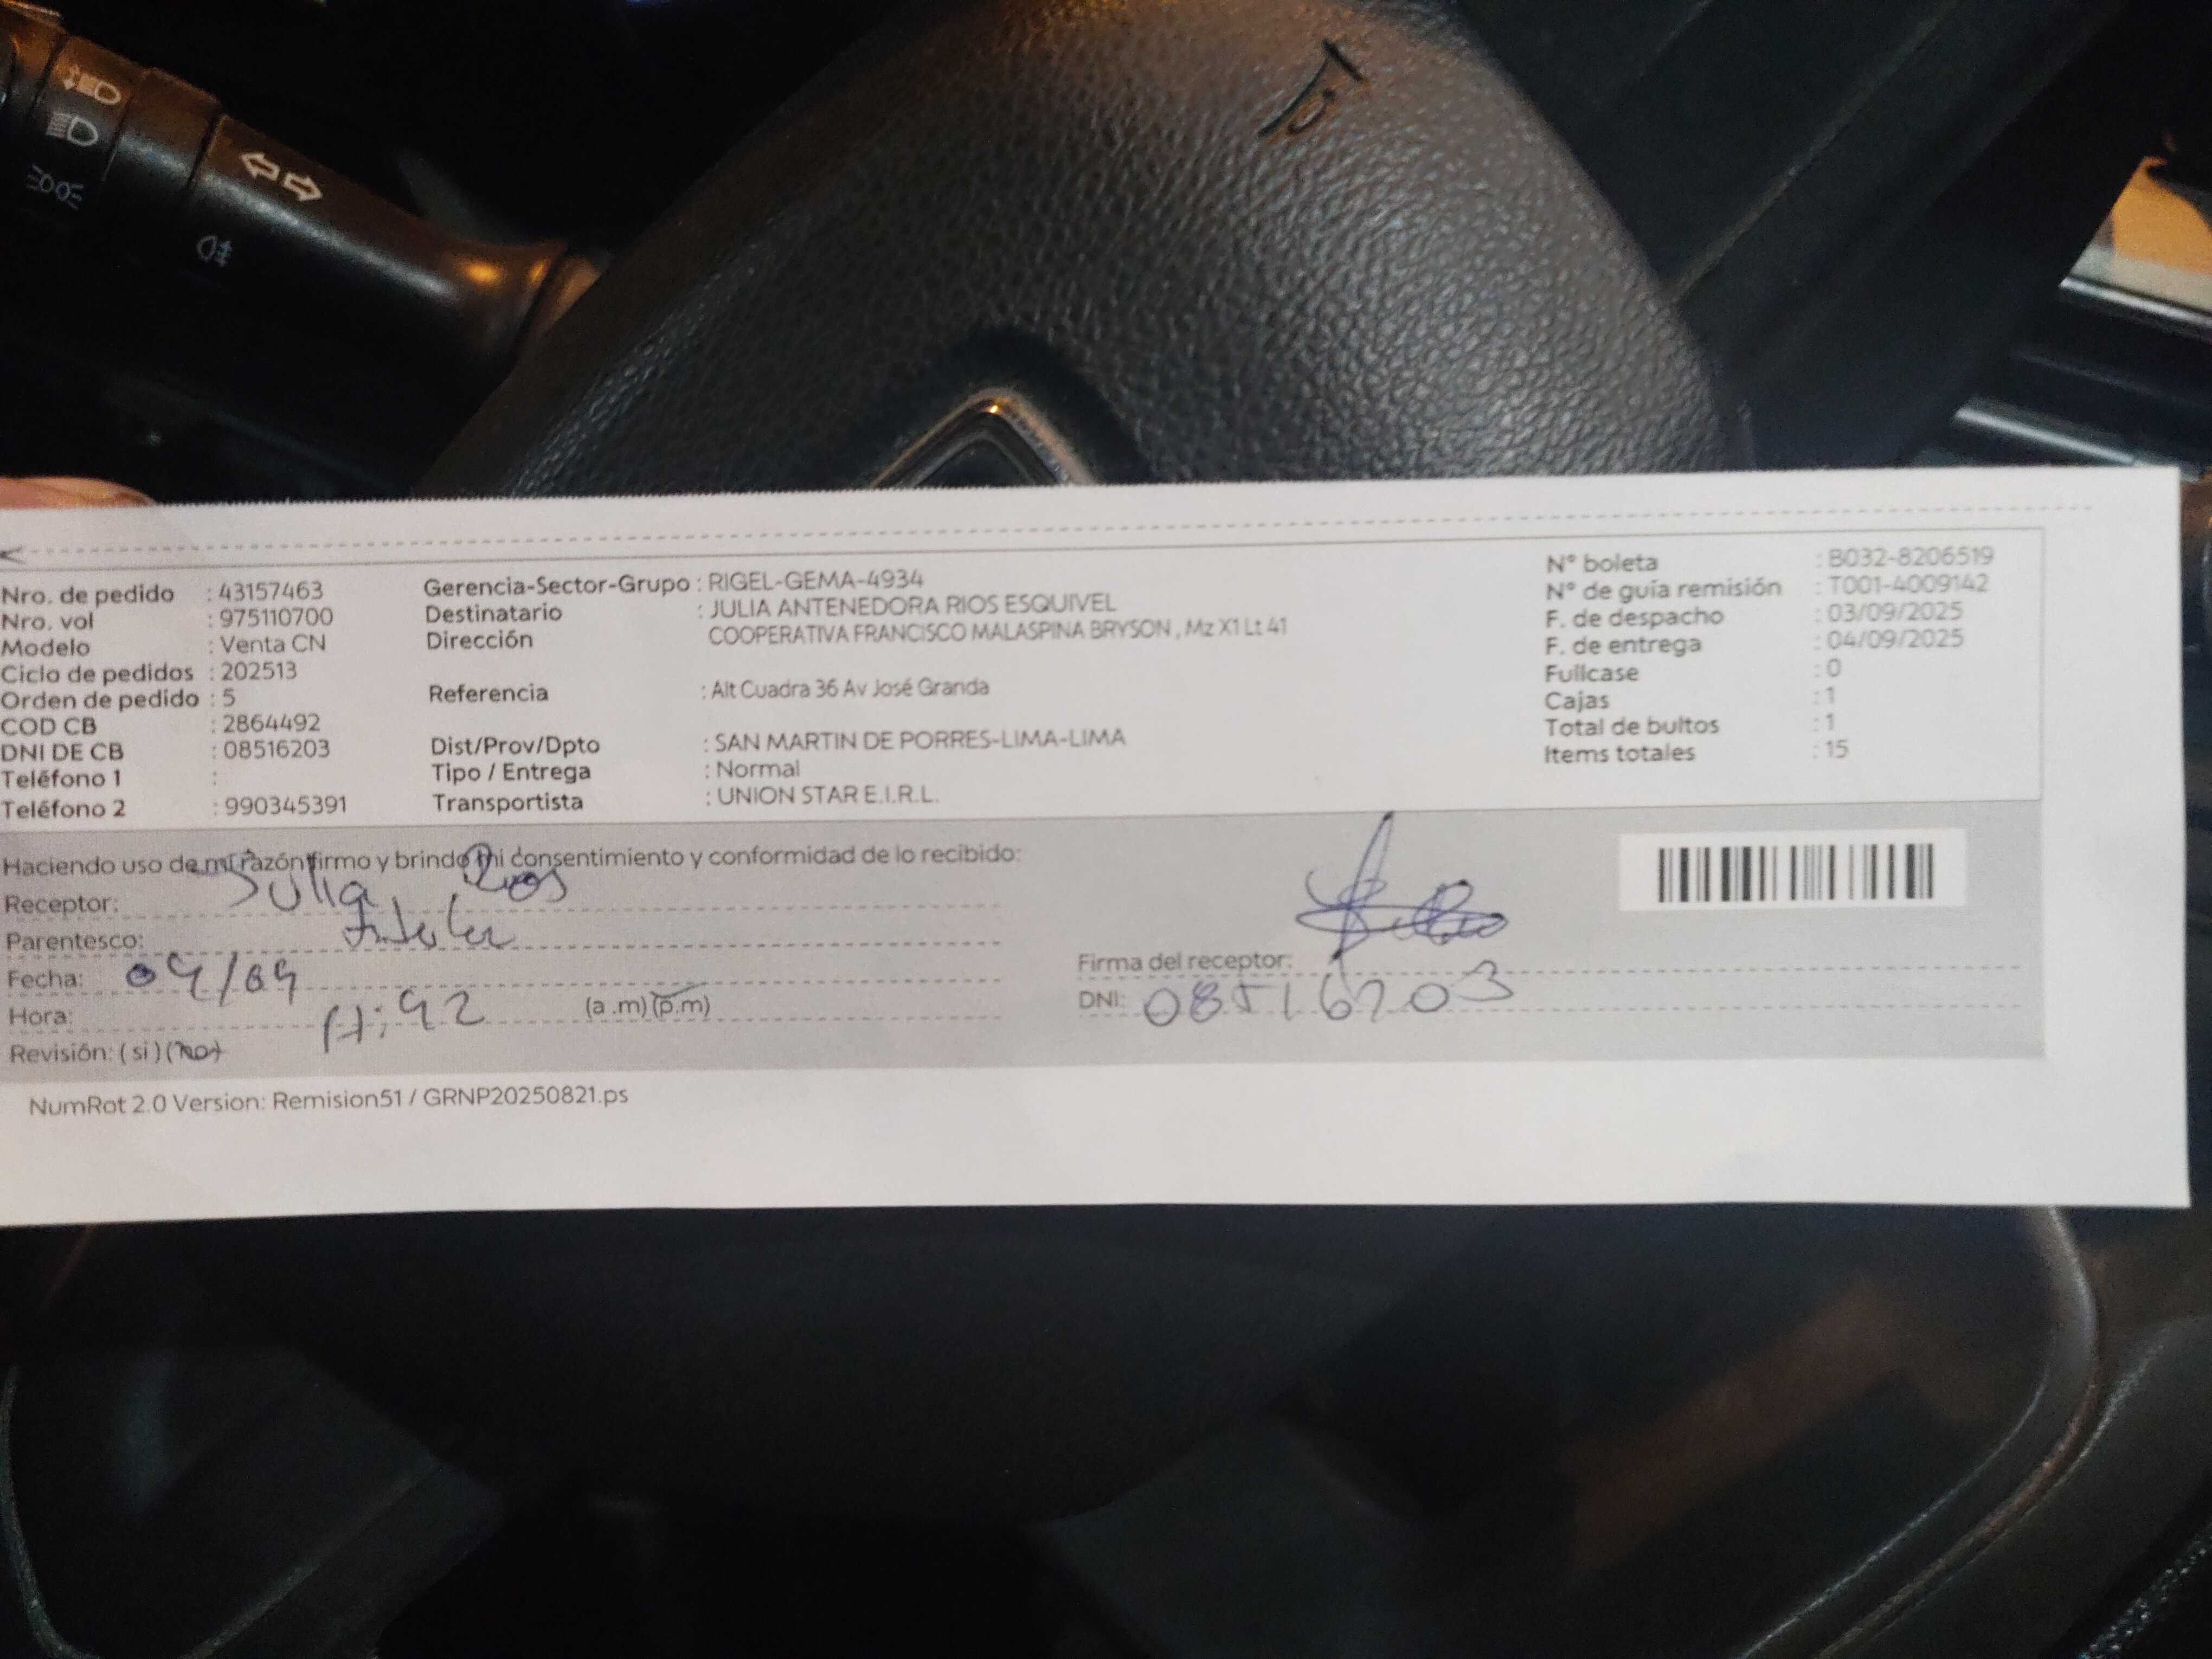 Nro. de pedido : 43157463
Nro. vol : 975110700
Modelo : Venta CN
Ciclo de pedidos : 202513
Orden de pedido : 5
COD CB : 2864492
DNI DE CB : 08516203
Teléfono 1 :
Teléfono 2 : 990345391
Gerencia-Sector-Grupo : RIGEL-GEMA-4934
Destinatario : JULIA ANTENEDORA RIOS ESQUIVEL
Dirección COOPERATIVA FRANCISCO MALASPINA BRYSON , Mz X1 Lt 41
Referencia : Alt Cuadra 36 Av José Granda
Dist/Prov/Dpto : SAN MARTIN DE PORRES-LIMA-LIMA
Tipo / Entrega : Normal
Transportista : UNION STAR E.I.R.L.
N° boleta : B032-8206519
N° de guía remisión : T001-4009142
F. de despacho : 03/09/2025
F. de entrega : 04/09/2025
Fullcase : 0
Cajas : 1
Total de bultos : 1
Items totales : 15
Haciendo uso de mi razón firmo y brindo mi consentimiento y conformidad de lo recibido:
Receptor: Julia Rios
Parentesco:
Fecha: 04/09
Hora: (a .m) (p.m)
Revisión: ( si ) (no)
Firma del receptor:
DNI: 08516203
NumRot 2.0 Version: Remision51 / GRNP20250821.ps